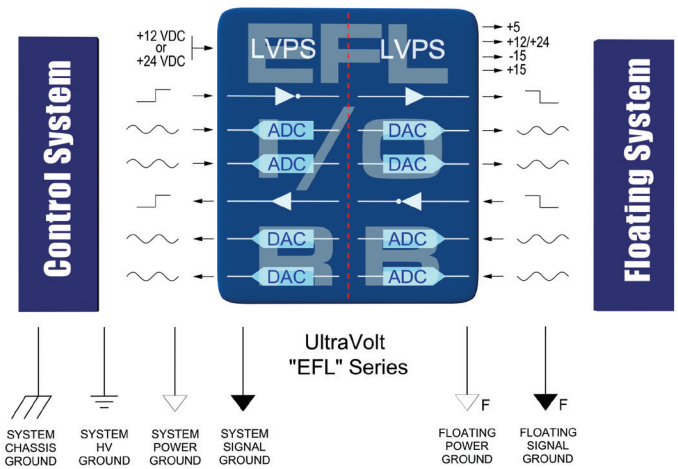 EFL
I/O
BB
Control System
+12 VDC
or
+24 VDC
LVPS
LVPS
+5
+12/+24
-15
+15
ADC
DAC
ADC
DAC
DAC
ADC
DAC
ADC
Floating System
UltraVolt
"EFL" Series
F
F
SYSTEM
CHASSIS
GROUND
SYSTEM
HV
GROUND
SYSTEM
POWER
GROUND
SYSTEM
SIGNAL
GROUND
FLOATING
POWER
GROUND
FLOATING
SIGNAL
GROUND